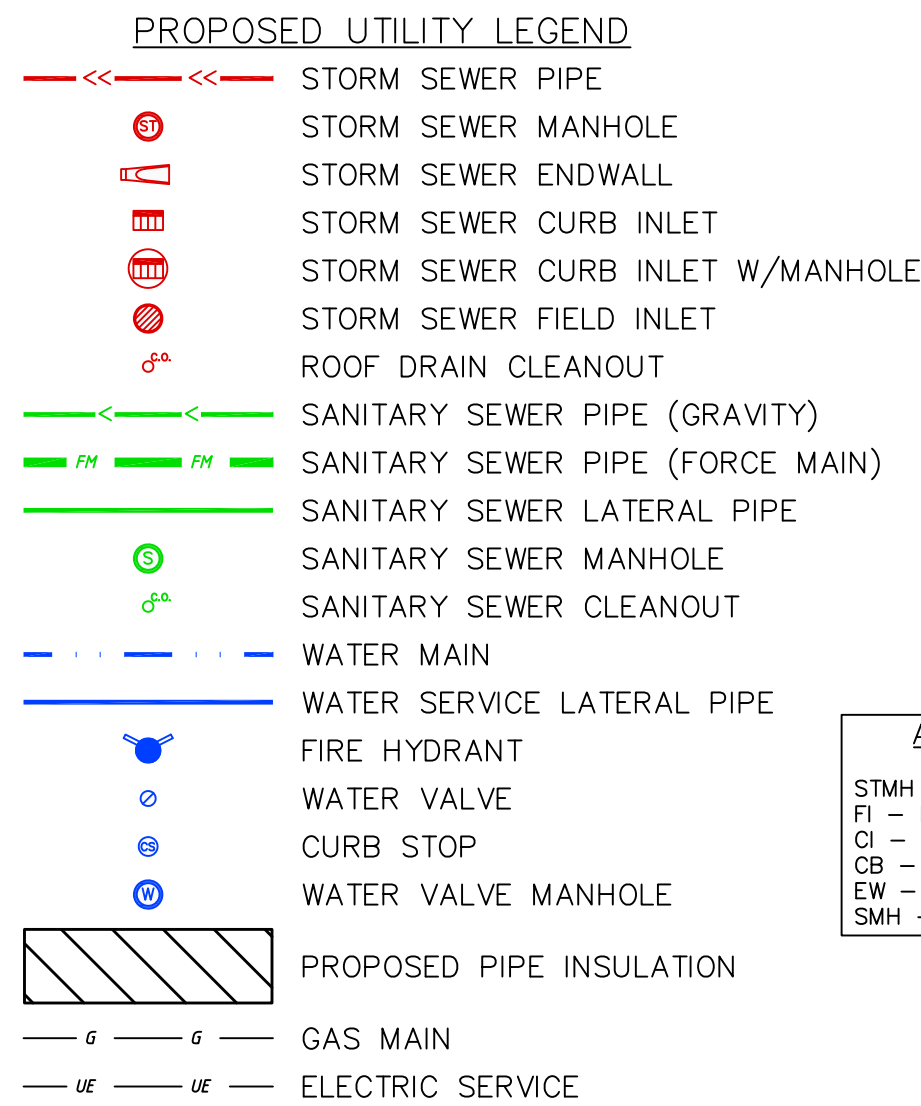 PROPOSED UTILITY LEGEND
<< << STORM SEWER PIPE
ST STORM SEWER MANHOLE
STORM SEWER ENDWALL
STORM SEWER CURB INLET
STORM SEWER CURB INLET W/MANHOLE
STORM SEWER FIELD INLET
C.O. ROOF DRAIN CLEANOUT
< < SANITARY SEWER PIPE (GRAVITY)
FM FM SANITARY SEWER PIPE (FORCE MAIN)
SANITARY SEWER LATERAL PIPE
S SANITARY SEWER MANHOLE
C.O. SANITARY SEWER CLEANOUT
WATER MAIN
WATER SERVICE LATERAL PIPE
FIRE HYDRANT
WATER VALVE
CS CURB STOP
W WATER VALVE MANHOLE
PROPOSED PIPE INSULATION
G G GAS MAIN
UE UE ELECTRIC SERVICE
STMH
FI –
CI –
CB –
EW –
SMH –